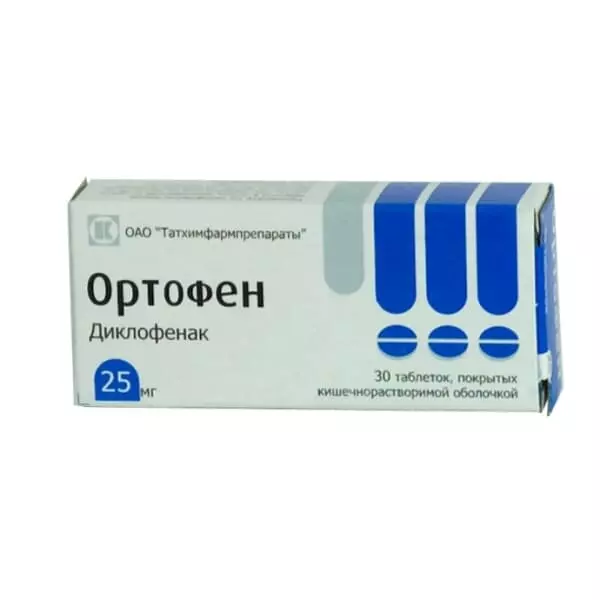 ОАО "Татхимфармпрепараты"
Ортофен
Диклофенак
25 мг
30 таблеток, покрытых
кишечнорастворимой оболочкой